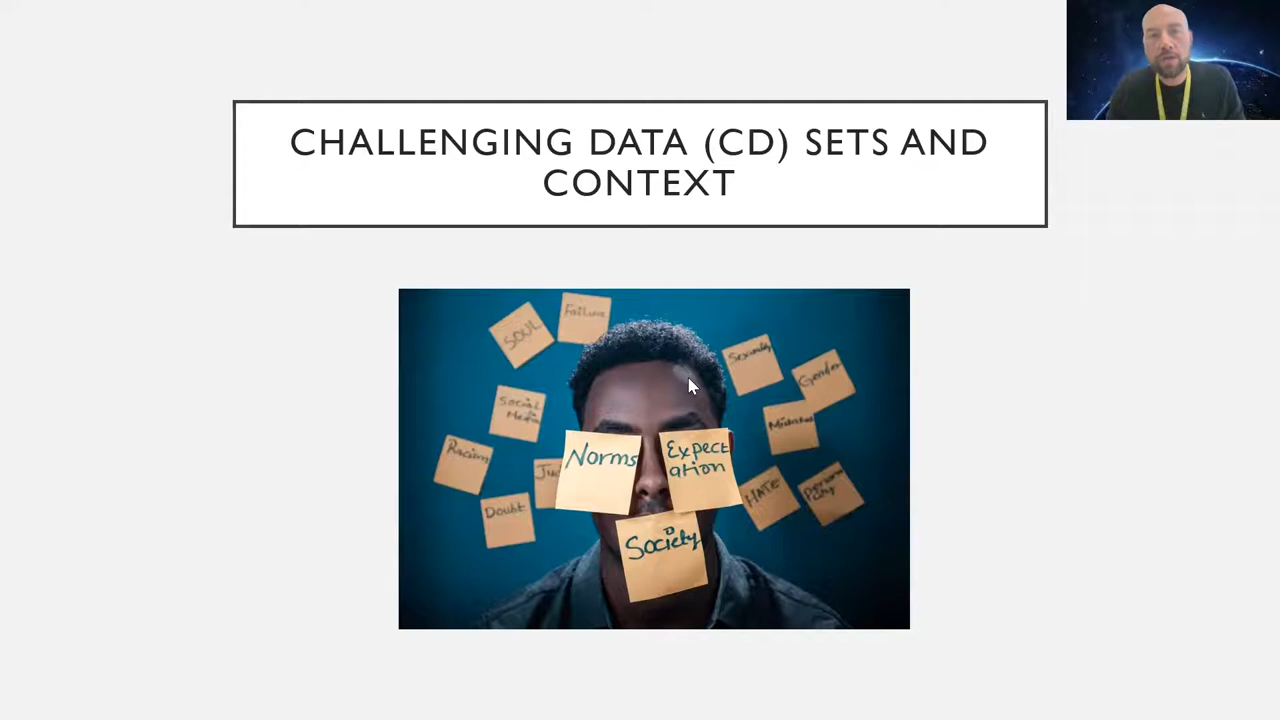 CHALLENGING DATA (CD) SETS AND
CONTEXT
SOUL
Failure
Sexuality
Gender
Social
Media
Racism
Norms
Expect
ation
Doubt
HATE
Society